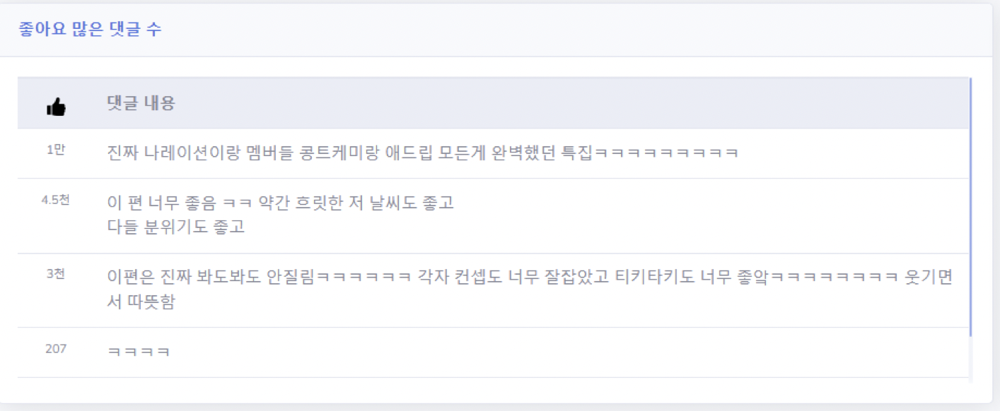 좋아요 많은 댓글 수
댓글 내용
1만 진짜 나레이션이랑 멤버들 콩트케미랑 애드립 모든게 완벽했던 특집ㅋㅋㅋㅋㅋㅋㅋㅋㅋ
4.5천 이 편 너무 좋음 ㅋㅋ 약간 흐릿한 저 날씨도 좋고
다들 분위기도 좋고
3천 이편은 진짜 봐도봐도 안질림ㅋㅋㅋㅋㅋㅋ 각자 컨셉도 너무 잘잡았고 티키타키도 너무 좋앜ㅋㅋㅋㅋㅋㅋㅋㅋ 웃기면
서 따뜻함
207 ㅋㅋㅋㅋ